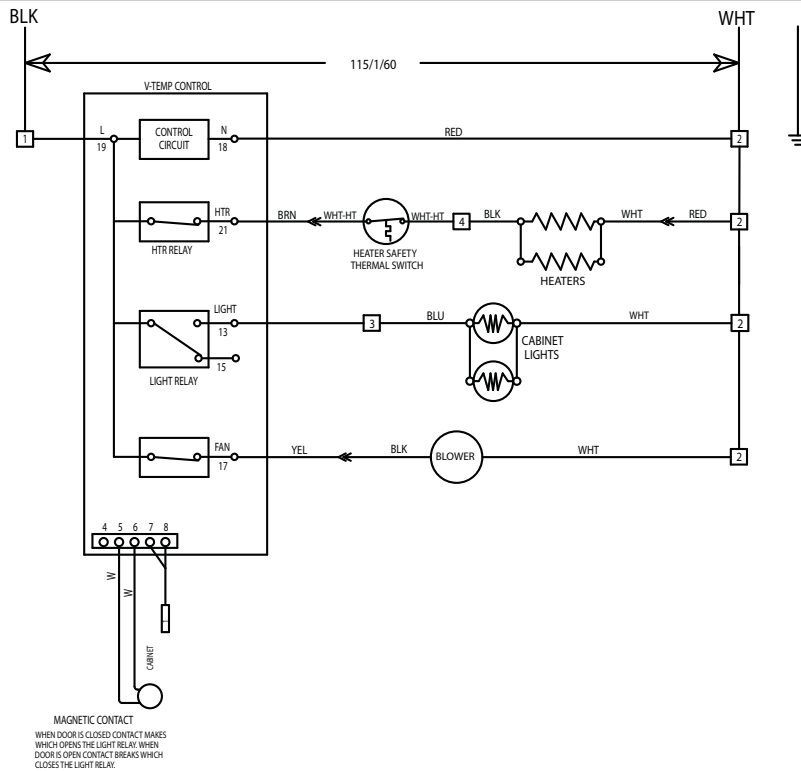 BLK
WHT
115/1/60
V-TEMP CONTROL
1
L
19
CONTROL
CIRCUIT
N
18
RED
2
HTR
21
HTR RELAY
BRN
WHT-HT
WHT-HT
HEATER SAFETY
THERMAL SWITCH
4
BLK
WHT
RED
2
HEATERS
LIGHT
13
15
LIGHT RELAY
3
BLU
CABINET
LIGHTS
WHT
2
FAN
17
YEL
BLK
BLOWER
WHT
2
4 5 6 7 8
W
W
CABINET
MAGNETIC CONTACT
WHEN DOOR IS CLOSED CONTACT MAKES
WHICH OPENS THE LIGHT RELAY. WHEN
DOOR IS OPEN CONTACT BREAKS WHICH
CLOSES THE LIGHT RELAY.